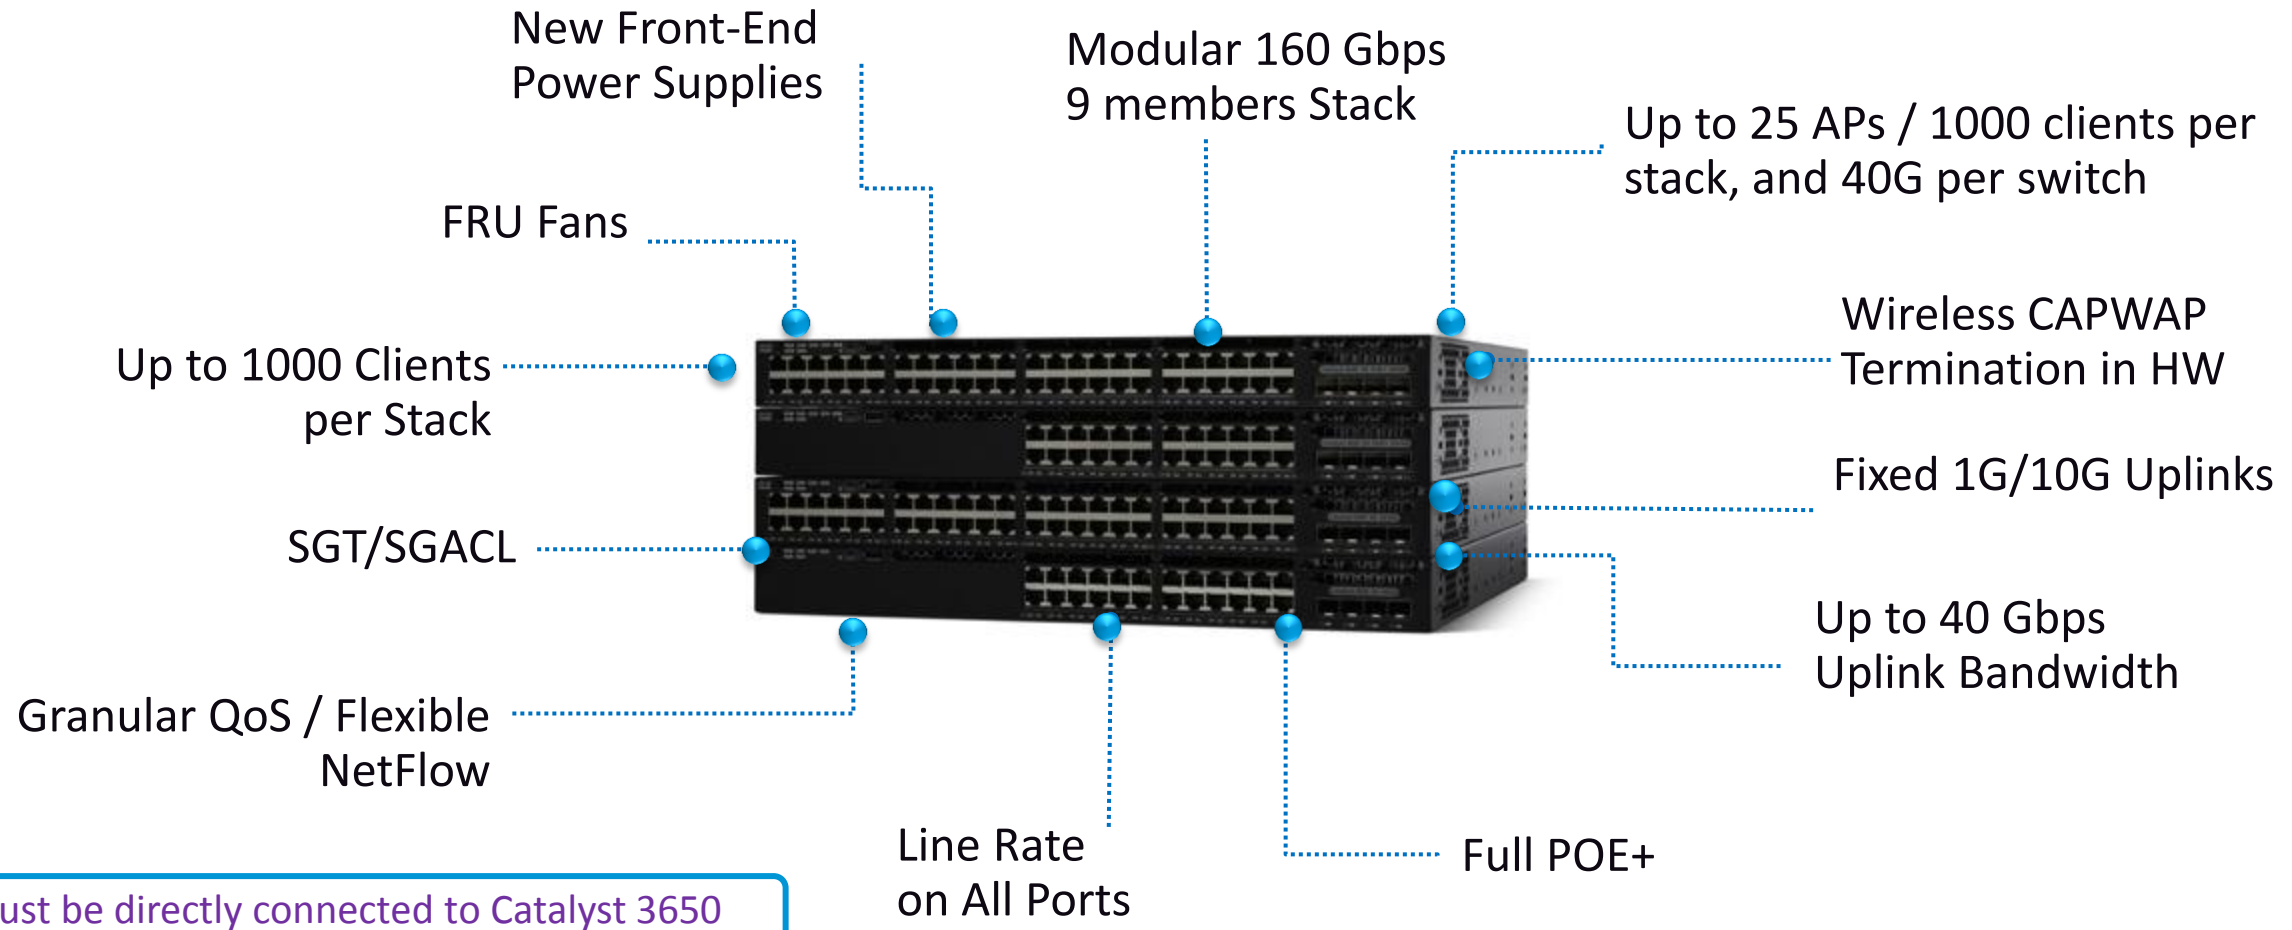 New Front-End
Power Supplies
Modular 160 Gbps
9 members Stack
Up to 25 APs / 1000 clients per
stack, and 40G per switch
FRU Fans
Wireless CAPWAP
Termination in HW
Up to 1000 Clients
per Stack
Fixed 1G/10G Uplinks
SGT/SGACL
Up to 40 Gbps
Uplink Bandwidth
Granular QoS / Flexible
NetFlow
Line Rate
on All Ports
Full POE+
be directly connected to Catalyst 3650